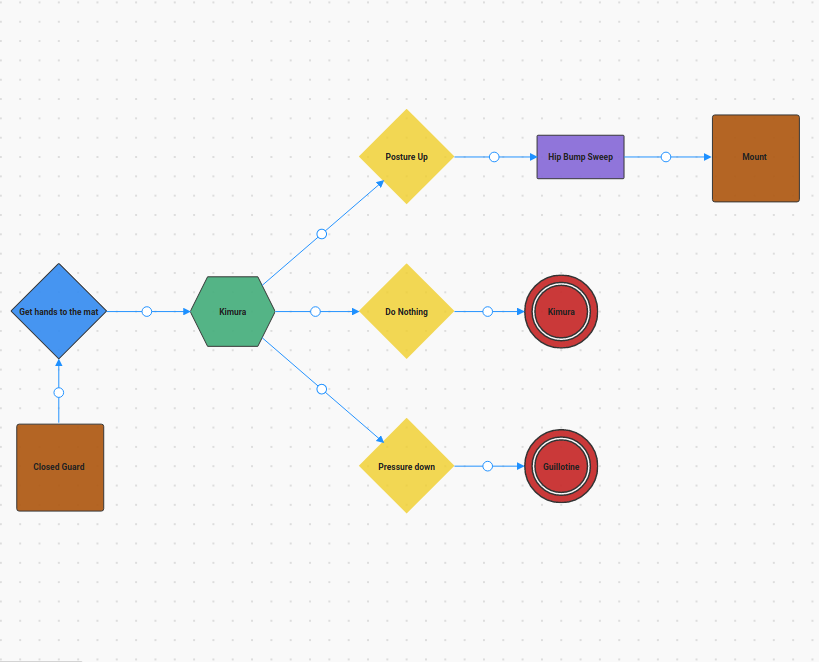 Posture Up
Hip Bump Sweep
Mount
Get hands to the mat
Kimura
Do Nothing
Kimura
Closed Guard
Pressure down
Guillotine